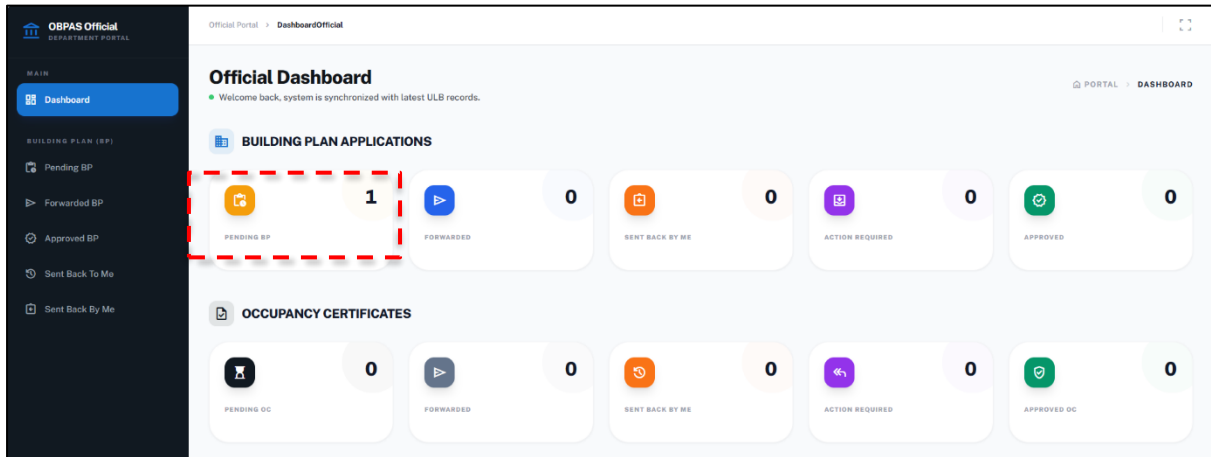 OBPAS Official
DEPARTMENT PORTAL
MAIN
Dashboard
BUILDING PLAN (BP)
Pending BP
Forwarded BP
Approved BP
Sent Back To Me
Sent Back By Me
Official Portal > DashboardOfficial
Official Dashboard
Welcome back, system is synchronized with latest ULB records.
PORTAL > DASHBOARD
BUILDING PLAN APPLICATIONS
1
PENDING BP
0
FORWARDED
0
SENT BACK BY ME
0
ACTION REQUIRED
0
APPROVED
OCCUPANCY CERTIFICATES
0
PENDING OC
0
FORWARDED
0
SENT BACK BY ME
0
ACTION REQUIRED
0
APPROVED OC